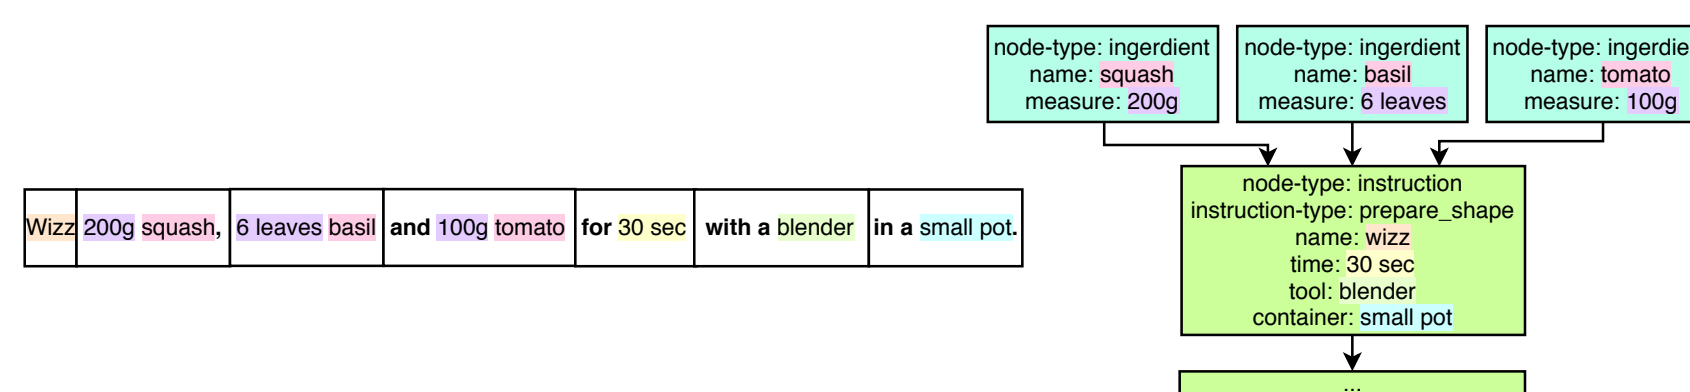 Wizz 200g squash, 6 leaves basil and 100g tomato for 30 sec with a blender in a small pot.
node-type: ingerdient
name: squash
measure: 200g
node-type: ingerdient
name: basil
measure: 6 leaves
node-type: ingerdie
name: tomato
measure: 100g
node-type: instruction
instruction-type: prepare_shape
name: wizz
time: 30 sec
tool: blender
container: small pot
...